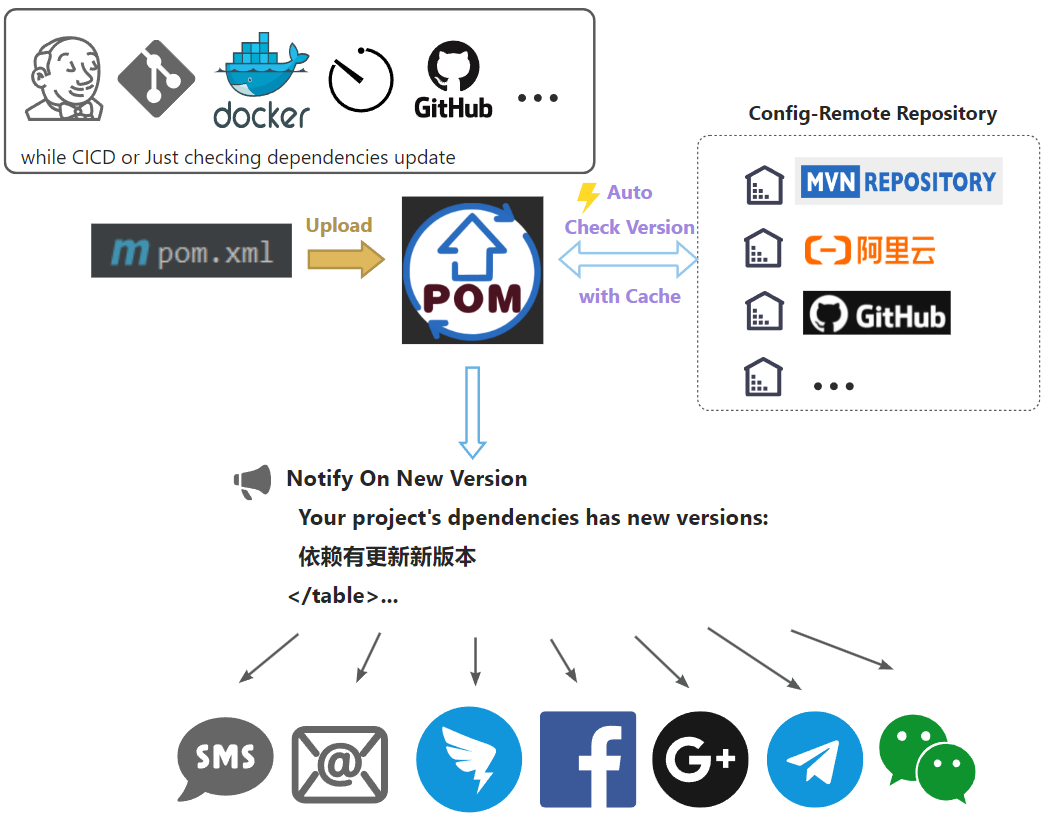 docker
GitHub
...
while CICD or Just checking dependencies update
Config-Remote Repository
MVN REPOSITORY
阿里云
GitHub
...
m pom.xml
Upload
POM
Auto
Check Version
with Cache
Notify On New Version
Your project's dpendencies has new versions:
依赖有更新新版本
</table>...
SMS
@
f
G+